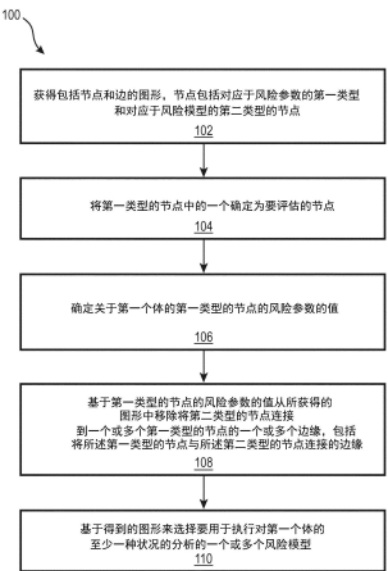 100
获得包括节点和边的图形，节点包括对应于风险参数的第一类型
和对应于风险模型的第二类型的节点
102
将第一类型的节点中的一个确定为要评估的节点
104
确定关于第一个体的第一类型的节点的风险参数的值
106
基于第一类型的节点的风险参数的值从所获得的
图形中移除将第二类型的节点连接
到一个或多个第一类型的节点的一个或多个边缘，包括
将所述第一类型的节点与所述第二类型的节点连接的边缘
108
基于得到的图形来选择要用于执行对第一个体的
至少一种状况的分析的一个或多个风险模型
110